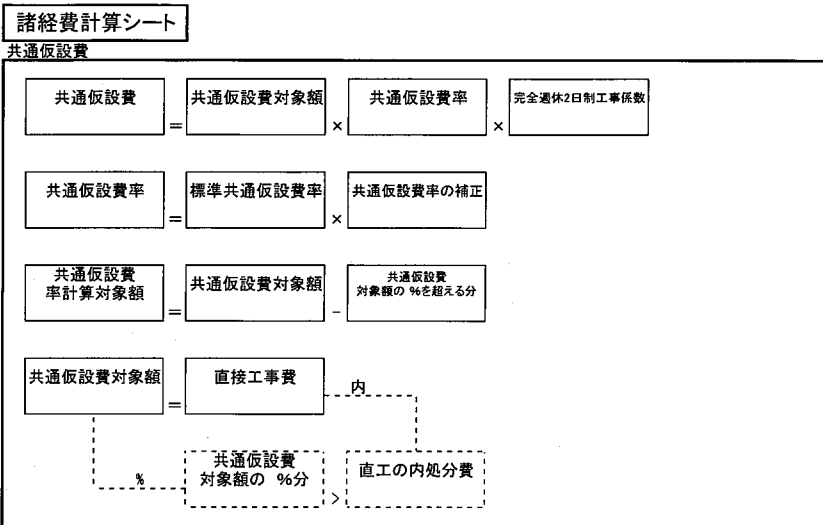 諸経費計算シート
共通仮設費
共通仮設費 = 共通仮設費対象額 × 共通仮設費率 × 完全週休2日制工事係数
共通仮設費率 = 標準共通仮設費率 × 共通仮設費率の補正
共通仮設費
率計算対象額 = 共通仮設費対象額 - 共通仮設費
対象額の %を超える分
共通仮設費対象額 = 直接工事費 内
% 共通仮設費
対象額の %分 > 直工の内処分費